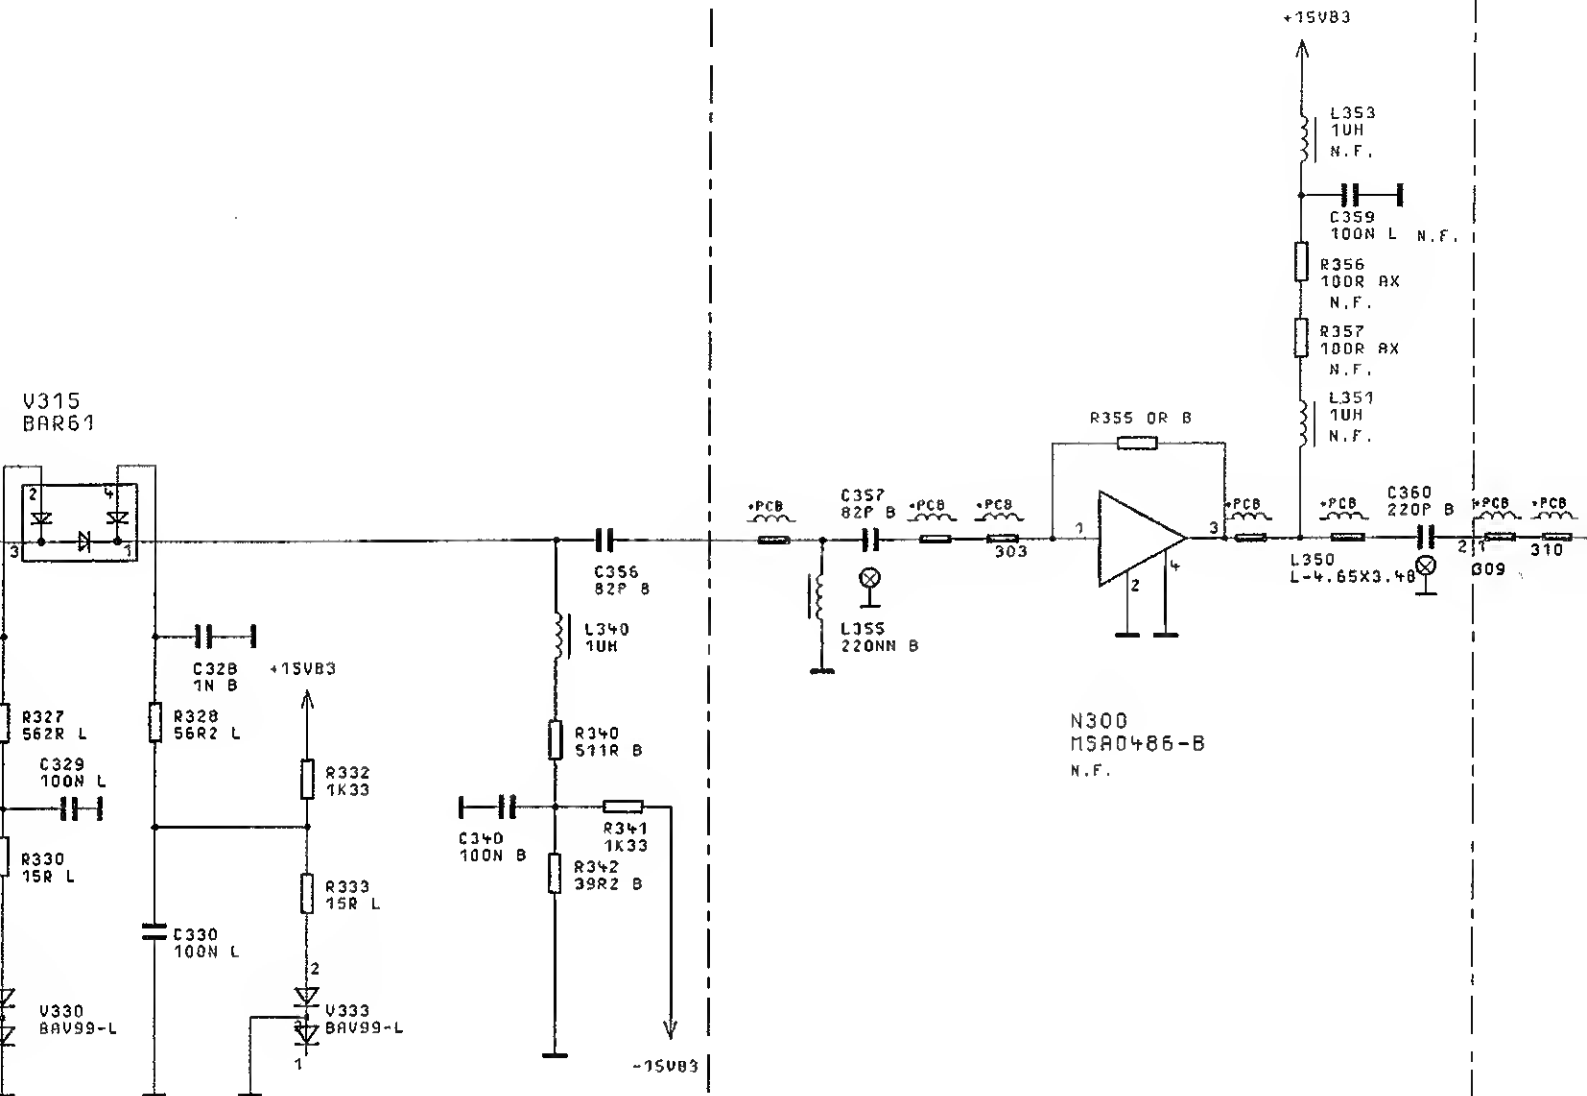 +15VB3
L353
1UH
N.F.
C359
100N L N.F.
R356
100R AX
N.F.
R357
100R AX
N.F.
L351
1UH
N.F.
V315
BAR61
2
4
3
1
R355 0R B
*PCB
C357
82P B
*PCB
*PCB
303
1
3
2
4
*PCB
*PCB
C360
220P B
*PCB
*PCB
2
1
309
310
L350
L-4.65X3.4B
C356
82P B
L355
220NN B
L340
1UH
C328
1N B
+15VB3
R327
562R L
R328
56R2 L
C329
100N L
R332
1K33
R340
511R B
N300
MSA0486-B
N.F.
C340
100N B
R341
1K33
R342
39R2 B
R330
15R L
R333
15R L
C330
100N L
2
V330
BAV99-L
3
V333
BAV99-L
1
-15VB3